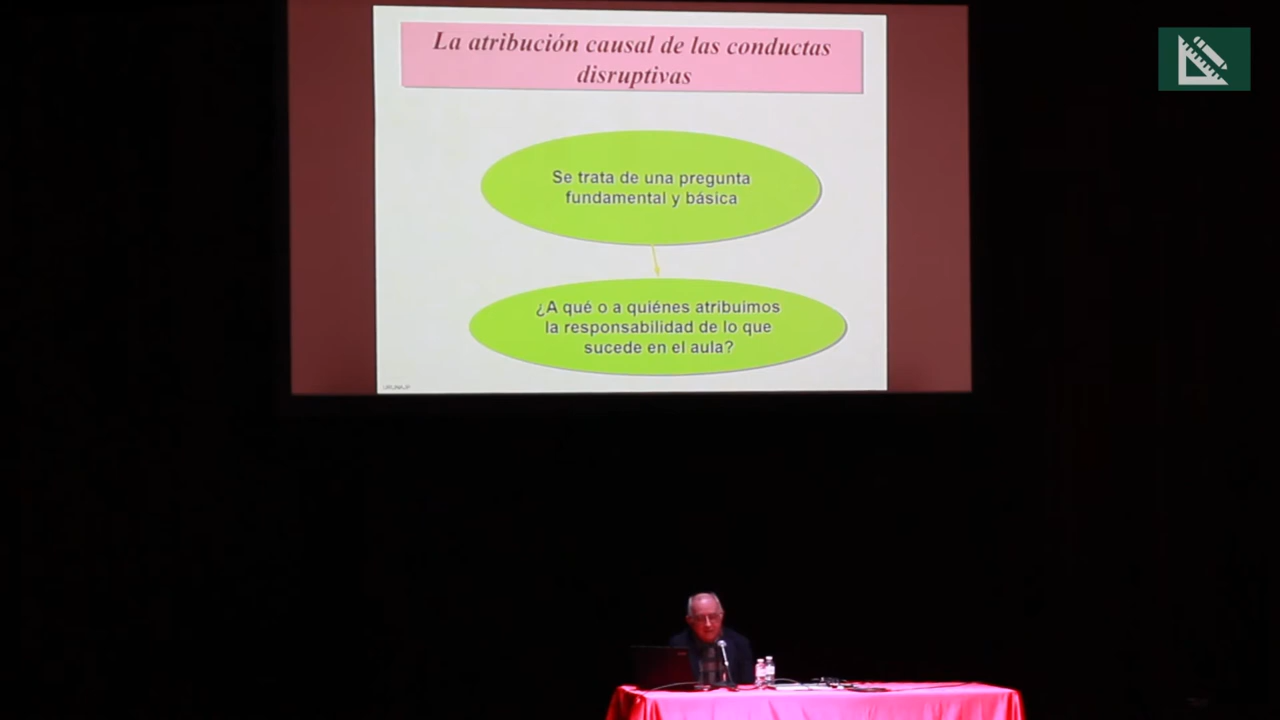 La atribución causal de las conductas
disruptivas
Se trata de una pregunta
fundamental y básica
¿A qué o a quiénes atribuimos
la responsabilidad de lo que
sucede en el aula?